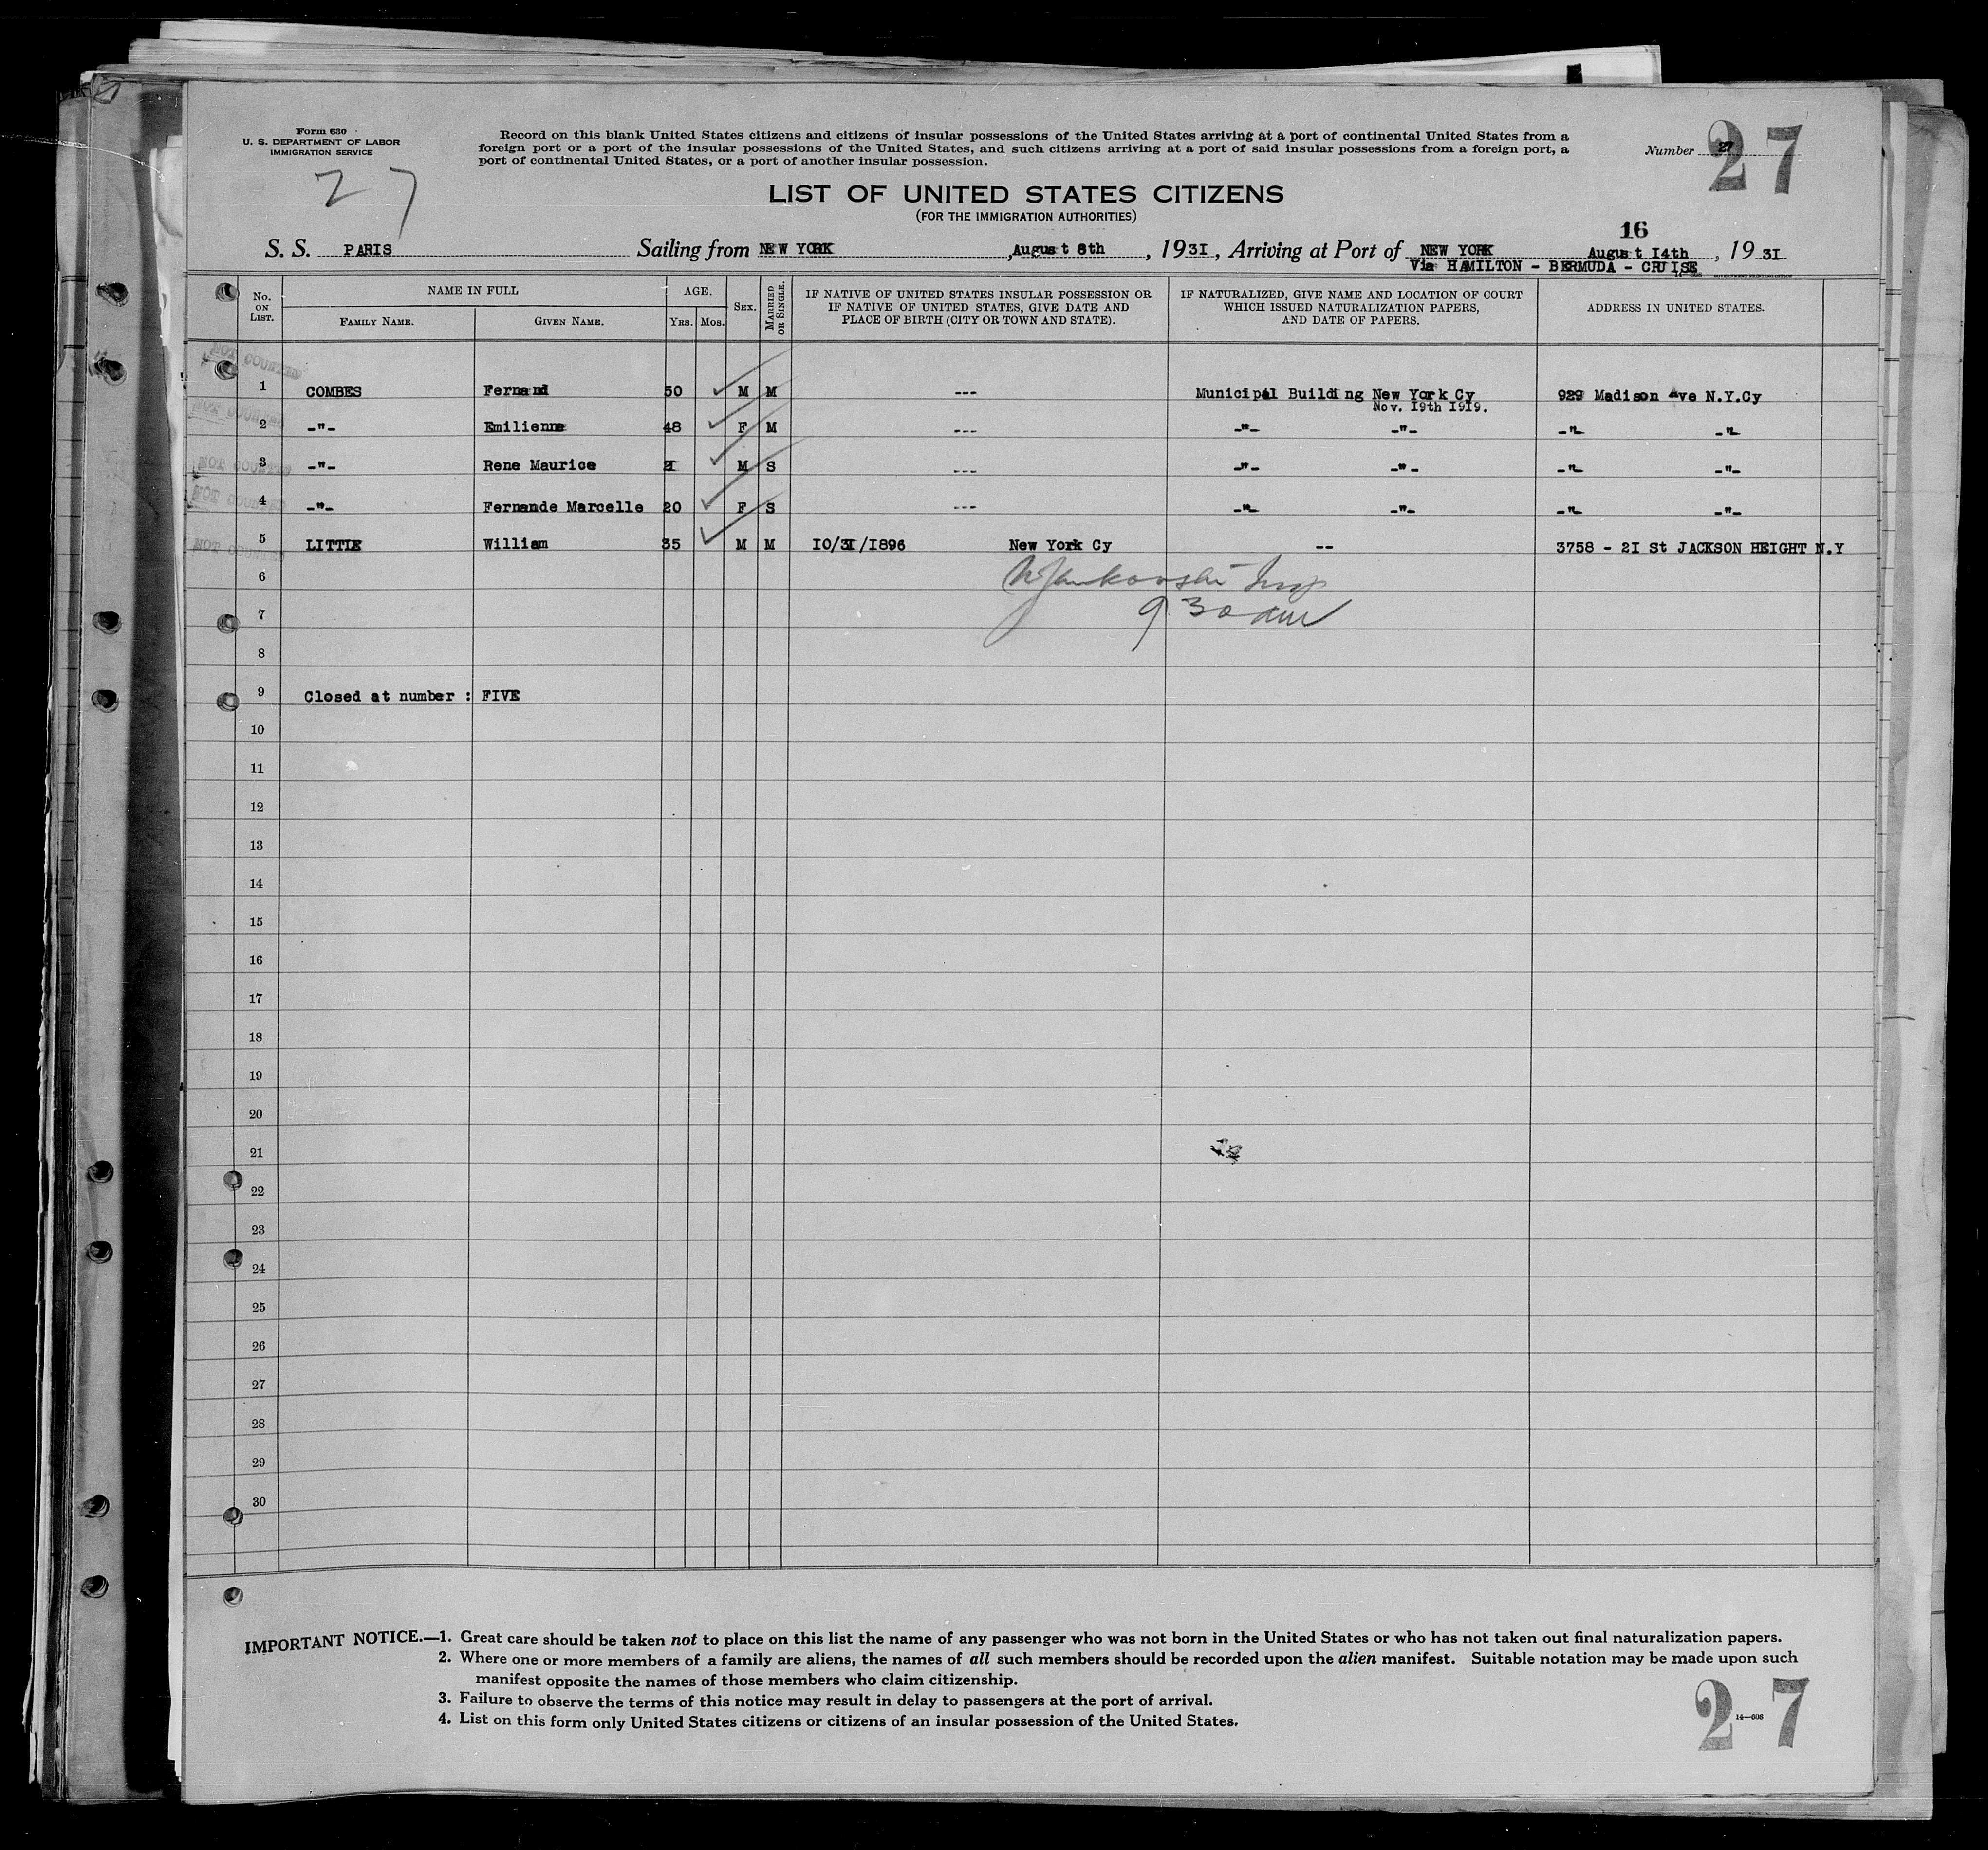 Form 630
U. S. DEPARTMENT OF LABOR
IMMIGRATION SERVICE
27
Record on this blank United States citizens and citizens of insular possessions of the United States arriving at a port of continental United States from a
foreign port or a port of the insular possessions of the United States, and such citizens arriving at a port of said insular possessions from a foreign port, a
port of continental United States, or a port of another insular possession.
Number 27
27
LIST OF UNITED STATES CITIZENS
(FOR THE IMMIGRATION AUTHORITIES)
16
S. S. PARIS Sailing from NEW YORK , August 8th , 1931, Arriving at Port of NEW YORK August 14th , 1931
Via HAMILTON - BERMUDA - CRUISE
No. ON LIST. NAME IN FULL FAMILY NAME. GIVEN NAME. AGE. YRS. MOS. SEX. MARRIED OR SINGLE. IF NATIVE OF UNITED STATES INSULAR POSSESSION OR IF NATIVE OF UNITED STATES, GIVE DATE AND PLACE OF BIRTH (CITY OR TOWN AND STATE). IF NATURALIZED, GIVE NAME AND LOCATION OF COURT WHICH ISSUED NATURALIZATION PAPERS, AND DATE OF PAPERS. ADDRESS IN UNITED STATES.
NOT COUNTED
1 COMBES Fernand 50 M M --- Municipal Building New York Cy 929 Madison Ave N.Y.Cy
Nov. 19th 1919.
NOT COUNTED
2 -"- Emilienne 48 F M --- -"- -"- -"- -"-
NOT COUNTED
3 -"- Rene Maurice 21 M S --- -"- -"- -"- -"-
NOT COUNTED
4 -"- Fernande Marcelle 20 F S --- -"- -"- -"- -"-
NOT COUNTED
5 LITTLE William 35 M M 10/31/1896 New York Cy -- 3758 - 21 St JACKSON HEIGHT N.Y
6
Insp
7
9 30 am
8
9 Closed at number : FIVE
10
11
12
13
14
15
16
17
18
19
20
21
22
23
24
25
26
27
28
29
30
IMPORTANT NOTICE.—1. Great care should be taken not to place on this list the name of any passenger who was not born in the United States or who has not taken out final naturalization papers.
2. Where one or more members of a family are aliens, the names of all such members should be recorded upon the alien manifest. Suitable notation may be made upon such
manifest opposite the names of those members who claim citizenship.
3. Failure to observe the terms of this notice may result in delay to passengers at the port of arrival.
4. List on this form only United States citizens or citizens of an insular possession of the United States.
27
14—608